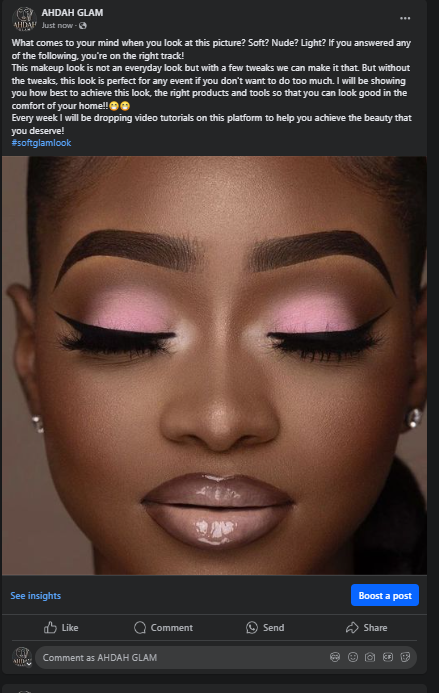 AHDAH GLAM
Just now ·
What comes to your mind when you look at this picture? Soft? Nude? Light? If you answered any
of the following, you're on the right track!
This makeup look is not an everyday look but with a few tweaks we can make it that. But without
the tweaks, this look is perfect for any event if you don't want to do too much. I will be showing
you how best to achieve this look, the right products and tools so that you can look good in the
comfort of your home!!😁😁
Every week I will be dropping video tutorials on this platform to help you achieve the beauty that
you deserve!
#softglamlook
See insights
Boost a post
Like
Comment
Send
Share
Comment as AHDAH GLAM